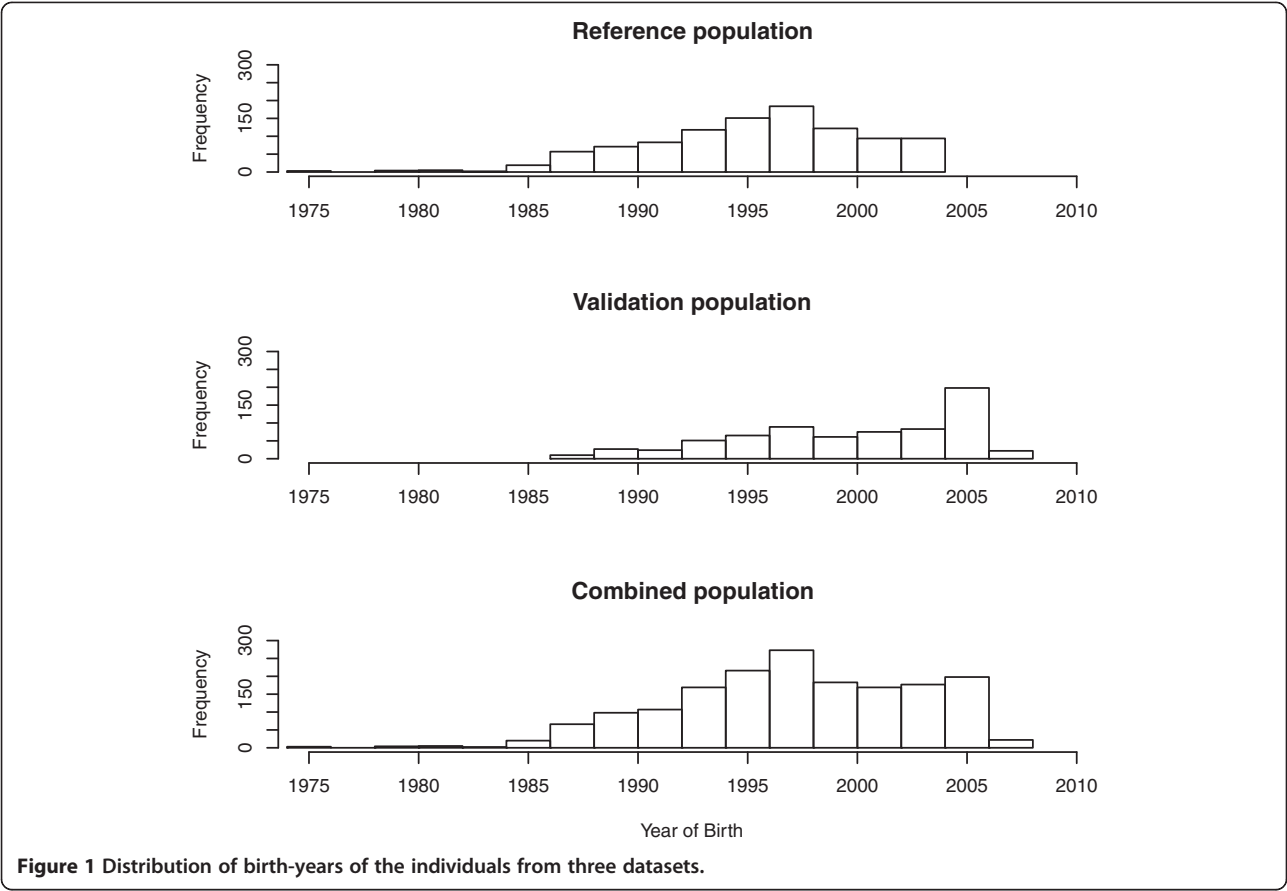 Reference population
Frequency
300
150
0
1975 1980 1985 1990 1995 2000 2005 2010
Validation population
Frequency
300
150
0
1975 1980 1985 1990 1995 2000 2005 2010
Combined population
Frequency
300
150
0
1975 1980 1985 1990 1995 2000 2005 2010
Year of Birth
Figure 1 Distribution of birth-years of the individuals from three datasets.